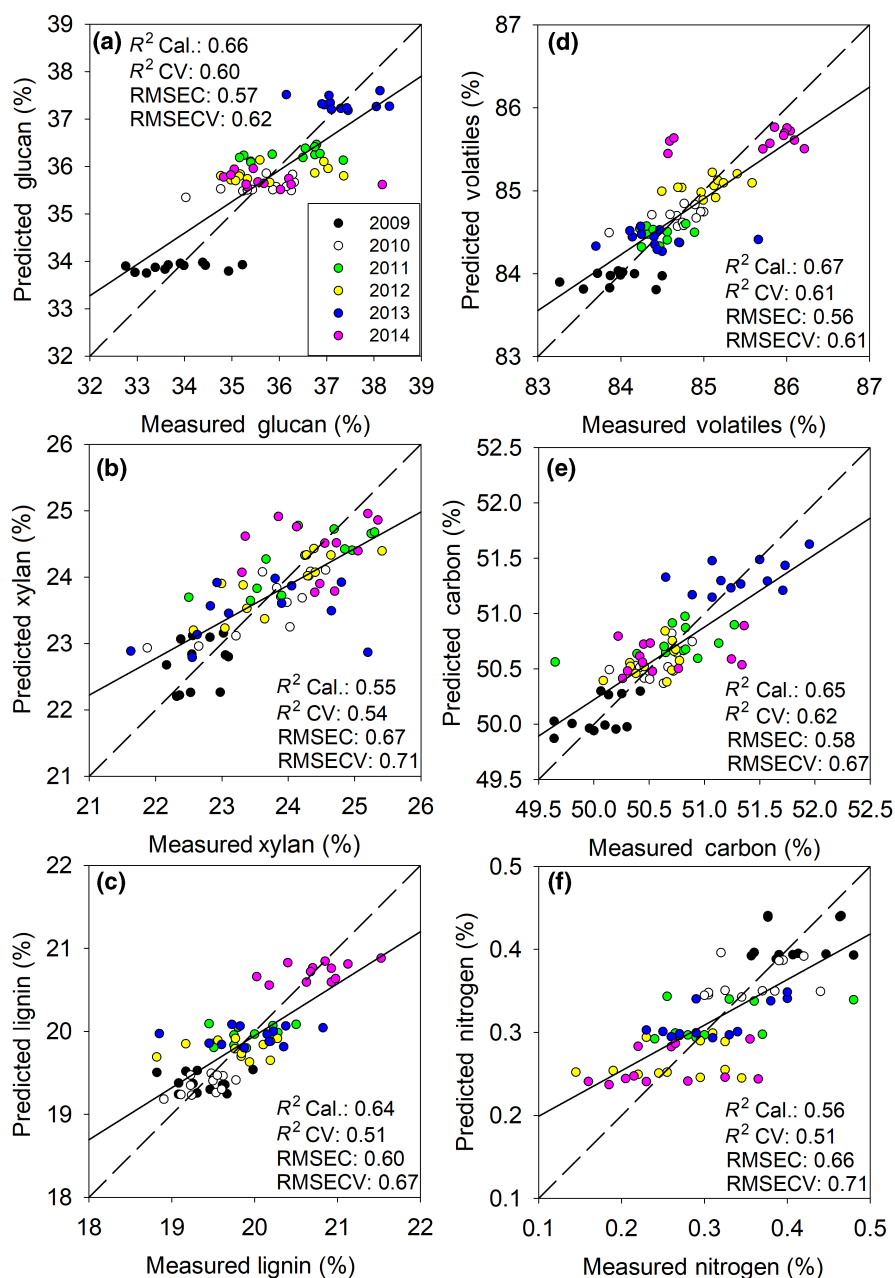 (a)
R² Cal.: 0.66
R² CV: 0.60
RMSEC: 0.57
RMSECV: 0.62
39
38
37
36
35
34
33
32
Predicted glucan (%)
2009
2010
2011
2012
2013
2014
32 33 34 35 36 37 38 39
Measured glucan (%)
(d)
87
86
85
84
83
Predicted volatiles (%)
R² Cal.: 0.67
R² CV: 0.61
RMSEC: 0.56
RMSECV: 0.61
83 84 85 86 87
Measured volatiles (%)
(b)
26
25
24
23
22
21
Predicted xylan (%)
R² Cal.: 0.55
R² CV: 0.54
RMSEC: 0.67
RMSECV: 0.71
21 22 23 24 25 26
Measured xylan (%)
(e)
52.5
52.0
51.5
51.0
50.5
50.0
49.5
Predicted carbon (%)
R² Cal.: 0.65
R² CV: 0.62
RMSEC: 0.58
RMSECV: 0.67
49.5 50.0 50.5 51.0 51.5 52.0 52.5
Measured carbon (%)
(c)
22
21
20
19
18
Predicted lignin (%)
R² Cal.: 0.64
R² CV: 0.51
RMSEC: 0.60
RMSECV: 0.67
18 19 20 21 22
Measured lignin (%)
(f)
0.5
0.4
0.3
0.2
0.1
Predicted nitrogen (%)
R² Cal.: 0.56
R² CV: 0.51
RMSEC: 0.66
RMSECV: 0.71
0.1 0.2 0.3 0.4 0.5
Measured nitrogen (%)